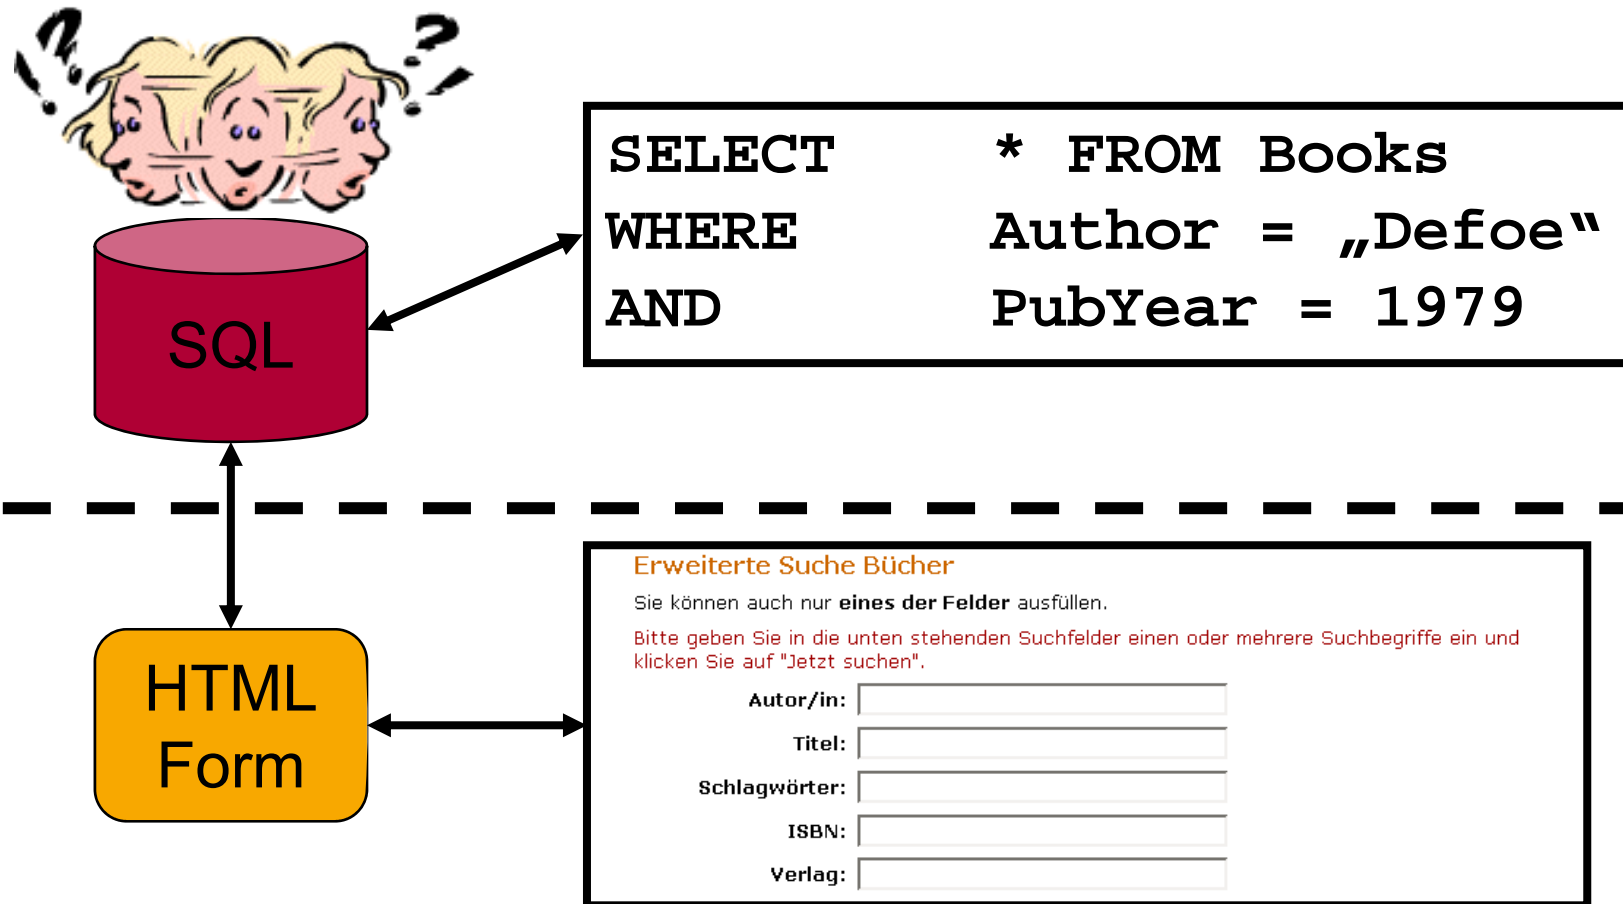 !?
?!
SELECT * FROM Books
WHERE Author = „Defoe“
AND PubYear = 1979
SQL
Erweiterte Suche Bücher
Sie können auch nur eines der Felder ausfüllen.
Bitte geben Sie in die unten stehenden Suchfelder einen oder mehrere Suchbegriffe ein und
klicken Sie auf "Jetzt suchen".
HTML
Form
Autor/in:
Titel:
Schlagwörter:
ISBN:
Verlag: